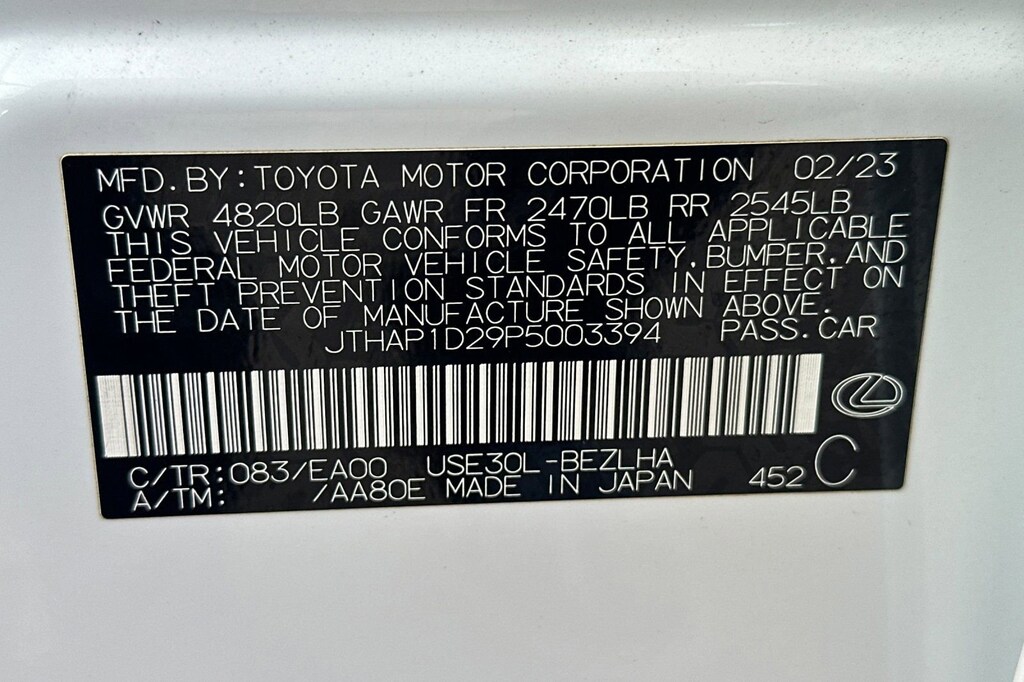 MFD.BY:TOYOTA MOTOR CORPORATION 02/23
GVWR 4820LB GAWR FR 2470LB RR 2545LB
THIS VEHICLE CONFORMS TO ALL APPLICABLE
FEDERAL MOTOR VEHICLE SAFETY,BUMPER,AND
THEFT PREVENTION STANDARDS IN EFFECT ON
THE DATE OF MANUFACTURE SHOWN ABOVE.
JTHAP1D29P5003394 PASS.CAR
C/TR:083/EA00 USE30L-BEZLHA
A/TM: /AA80E MADE IN JAPAN 452 C